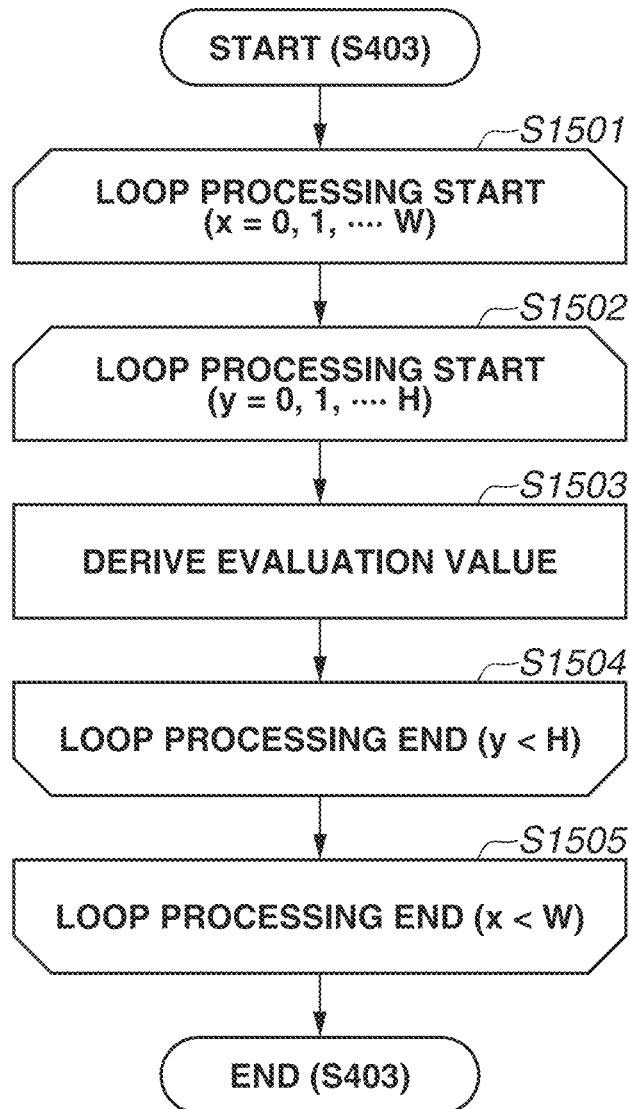 START (S403)
S1501
LOOP PROCESSING START
(x = 0, 1, ···· W)
S1502
LOOP PROCESSING START
(y = 0, 1, ···· H)
S1503
DERIVE EVALUATION VALUE
S1504
LOOP PROCESSING END (y < H)
S1505
LOOP PROCESSING END (x < W)
END (S403)